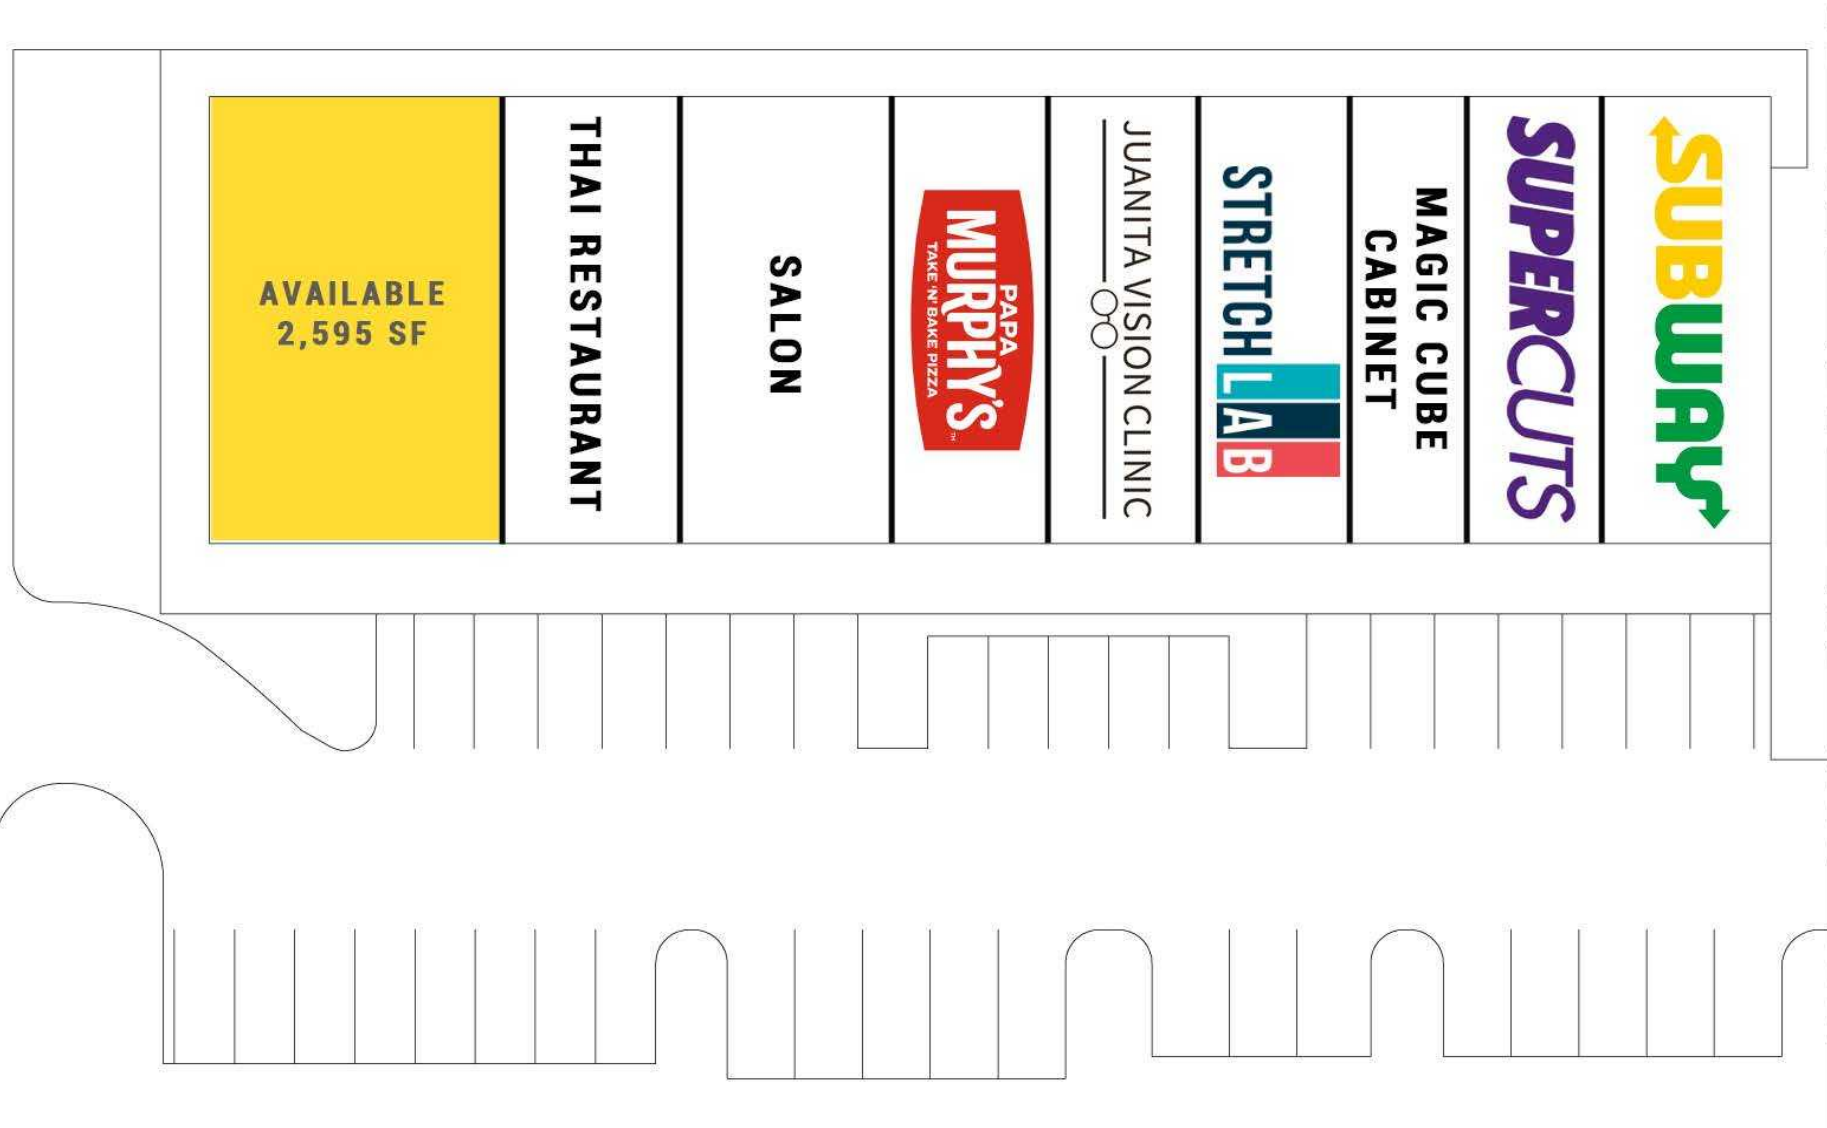 AVAILABLE
2,595 SF
THAI RESTAURANT
SALON
PAPA
MURPHY'S
TAKE 'N' BAKE PIZZA
TM
JUANITA VISION CLINIC
STRETCH LAB
MAGIC CUBE
CABINET
SUPERCUTS
SUBWAY